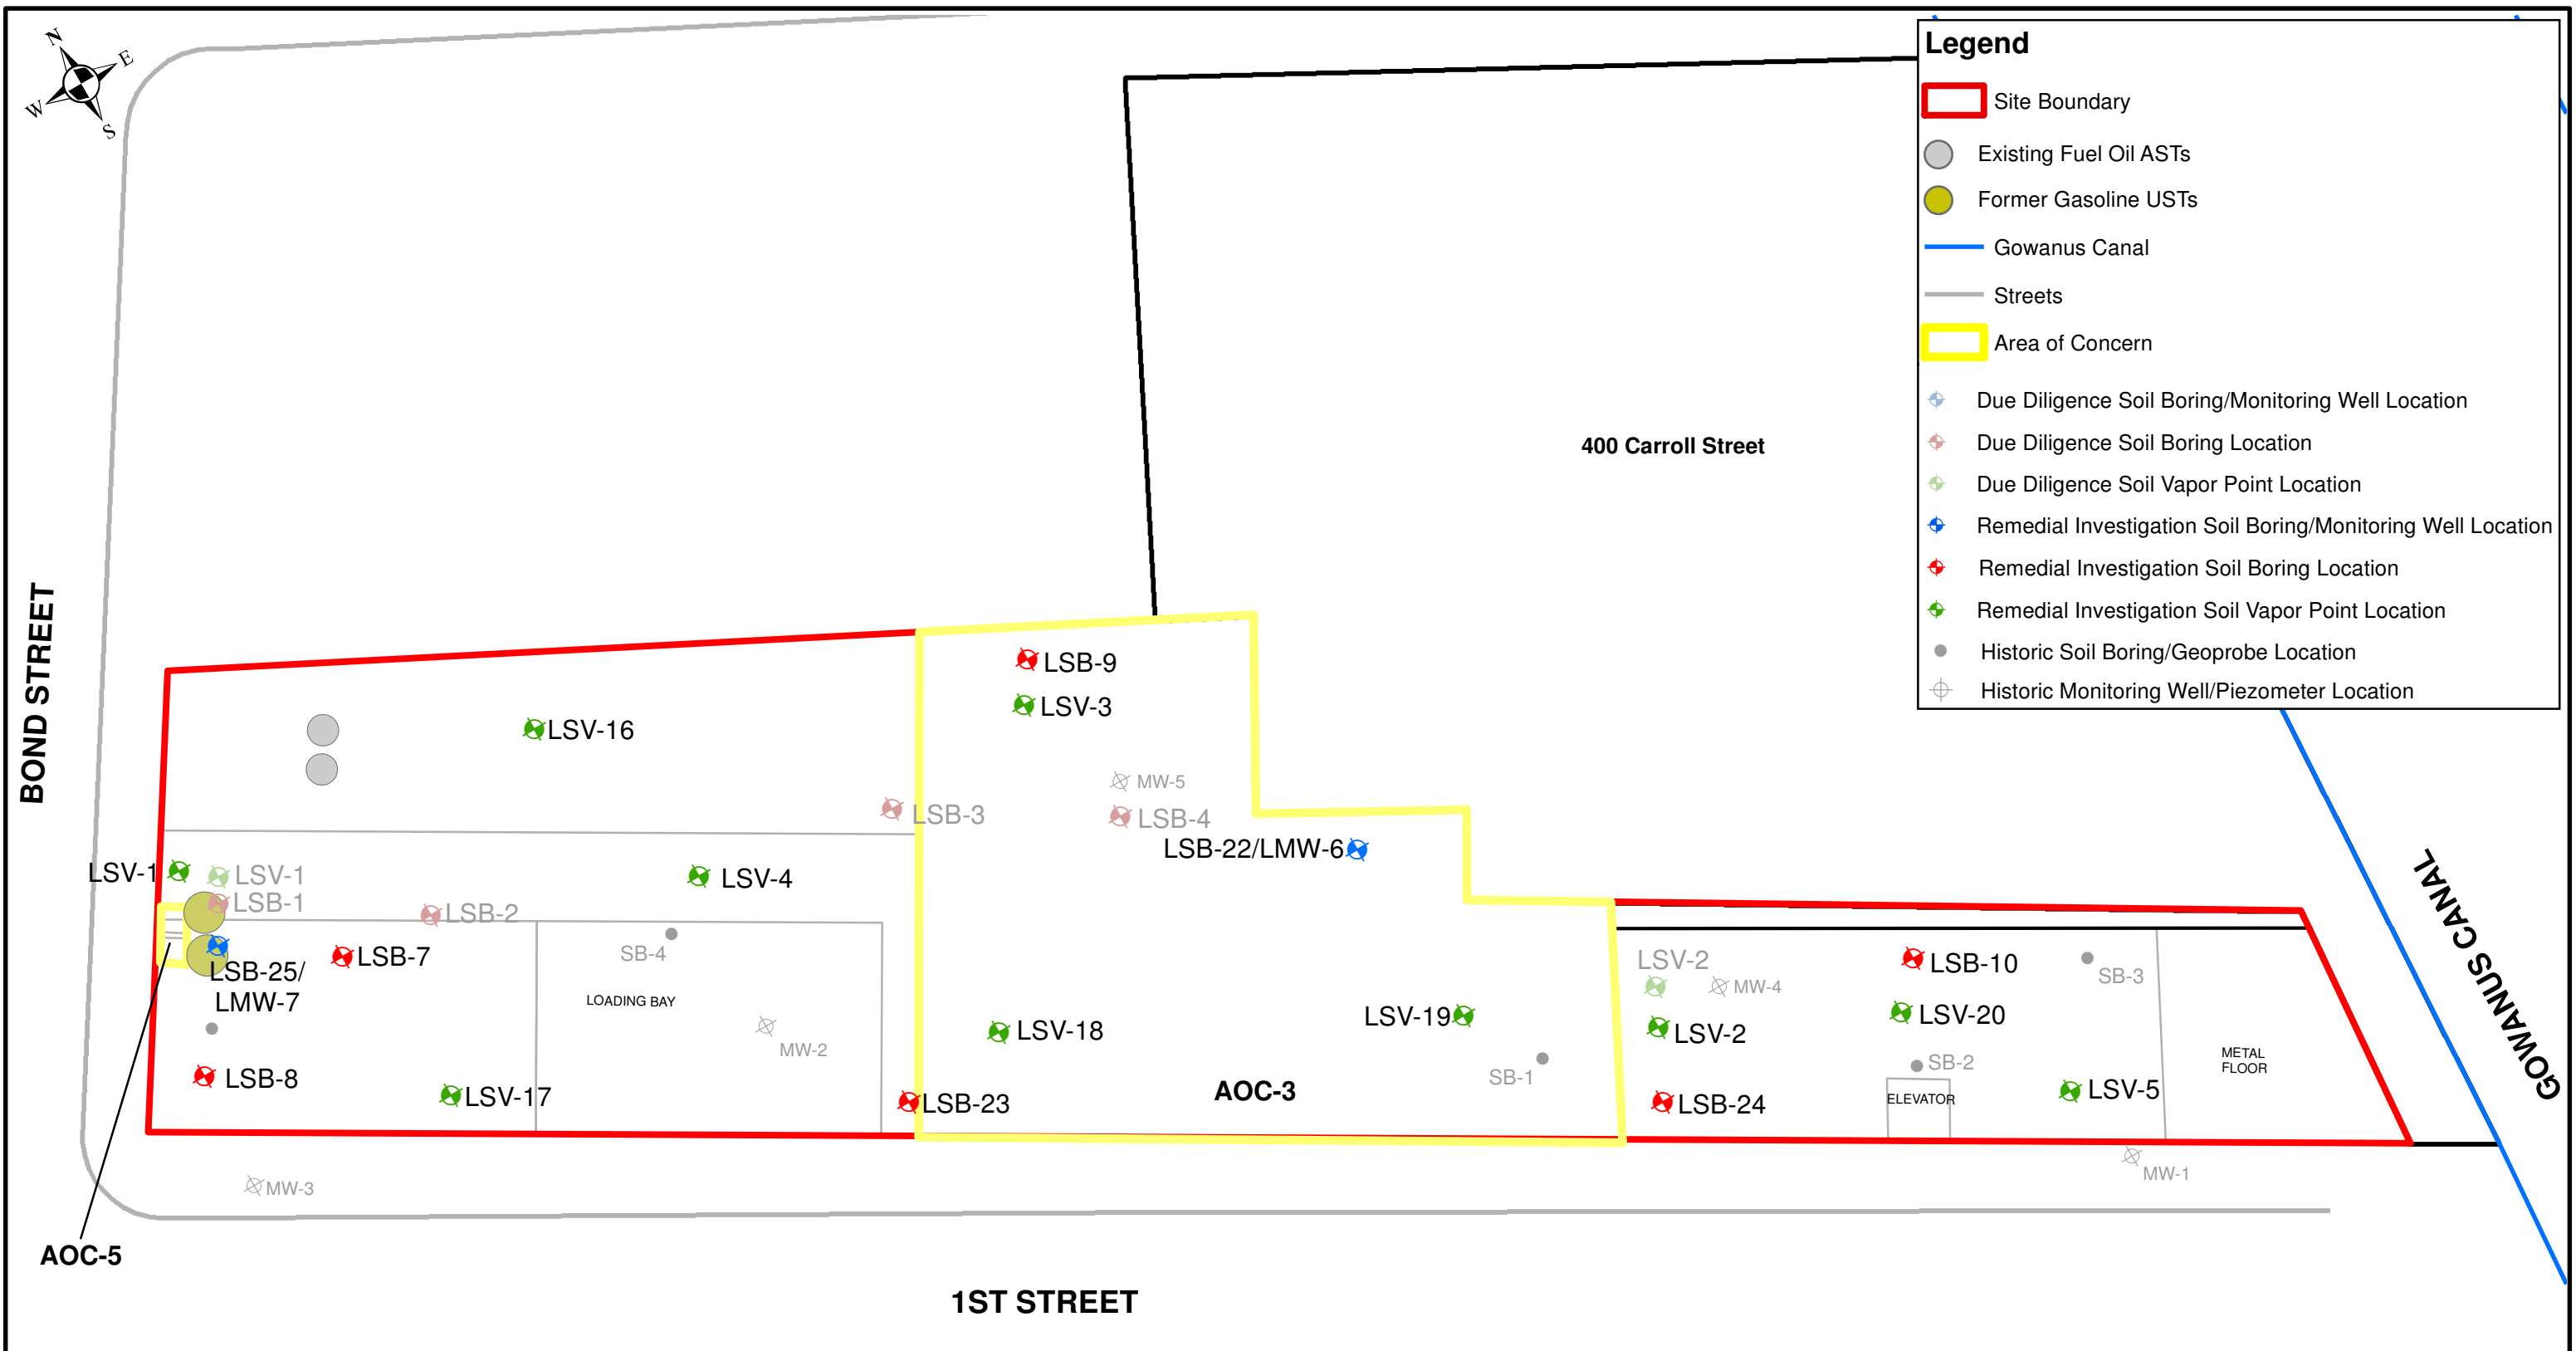 N
E
W
S
Legend
Site Boundary
Existing Fuel Oil ASTs
Former Gasoline USTs
Gowanus Canal
Streets
Area of Concern
Due Diligence Soil Boring/Monitoring Well Location
Due Diligence Soil Boring Location
Due Diligence Soil Vapor Point Location
Remedial Investigation Soil Boring/Monitoring Well Location
Remedial Investigation Soil Boring Location
Remedial Investigation Soil Vapor Point Location
Historic Soil Boring/Geoprobe Location
Historic Monitoring Well/Piezometer Location
400 Carroll Street
BOND STREET
LSB-9
LSV-3
LSV-16
MW-5
LSB-3
LSB-4
LSB-22/LMW-6
LSV-1
LSV-1
LSV-4
LSB-1
LSB-2
SB-4
LSB-7
LSB-25/
LMW-7
LOADING BAY
LSV-2
MW-4
LSB-10
SB-3
LSV-19
LSV-20
LSV-18
LSV-2
MW-2
METAL
FLOOR
SB-2
SB-1
LSB-8
LSV-17
LSB-23
AOC-3
LSB-24
ELEVATOR
LSV-5
GOWANUS CANAL
MW-3
MW-1
AOC-5
1ST STREET